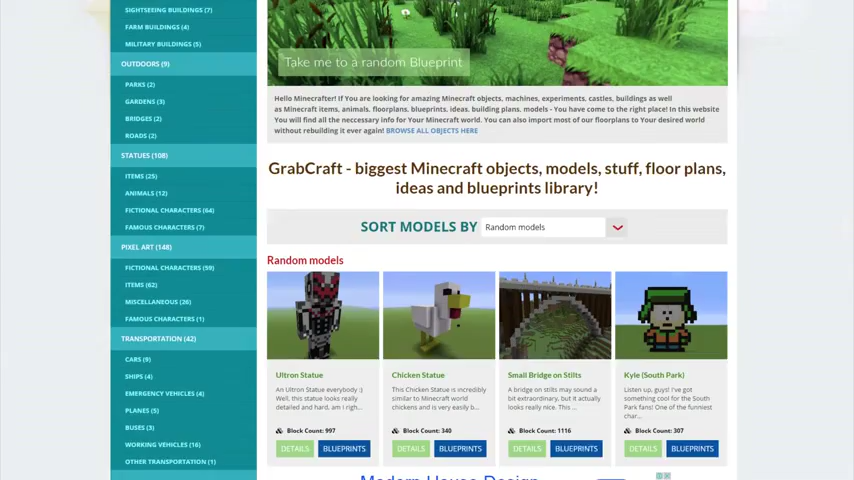 SIGHTSEEING BUILDINGS (7)
FARM BUILDINGS (4)
MILITARY BUILDINGS (5)
OUTDOORS (9)
PARKS (2)
GARDENS (3)
BRIDGES (2)
ROADS (2)
STATUES (108)
ITEMS (25)
ANIMALS (12)
FICTIONAL CHARACTERS (64)
FAMOUS CHARACTERS (7)
PIXEL ART (148)
FICTIONAL CHARACTERS (59)
ITEMS (62)
MISCELLANEOUS (26)
FAMOUS CHARACTERS (1)
TRANSPORTATION (42)
CARS (9)
SHIPS (4)
EMERGENCY VEHICLES (4)
PLANES (5)
BUSES (3)
WORKING VEHICLES (16)
OTHER TRANSPORTATION (1)
Take me to a random Blueprint
Hello Minecrafter! If You are looking for amazing Minecraft objects, machines, experiments, castles, buildings as well
as Minecraft items, animals. floorplans, blueprints, ideas, building plans, models - You have come to the right place! In this website
You will find all the neccessary info for Your Minecraft world. You can also import most of our floorplans to Your desired world
without rebuilding it ever again! BROWSE ALL OBJECTS HERE
GrabCraft - biggest Minecraft objects, models, stuff, floor plans,
ideas and blueprints library!
SORT MODELS BY Random models
Random models
Ultron Statue
An Ultron Statue everybody :)
Well, this statue looks really
detailed and hard, am I righ...
Block Count: 997
DETAILS BLUEPRINTS
Chicken Statue
This Chicken Statue is incredibly
similar to Minecraft world
chickens and is very easily b...
Block Count: 340
DETAILS BLUEPRINTS
Small Bridge on Stilts
A bridge on stilts may sound a
bit extraordinary, but it actually
looks really nice. This ...
Block Count: 1116
DETAILS BLUEPRINTS
Kyle (South Park)
Listen up, guys! I've got
something cool for the South
Park fans! One of the funniest
char...
Block Count: 307
DETAILS BLUEPRINTS
Modern House Design